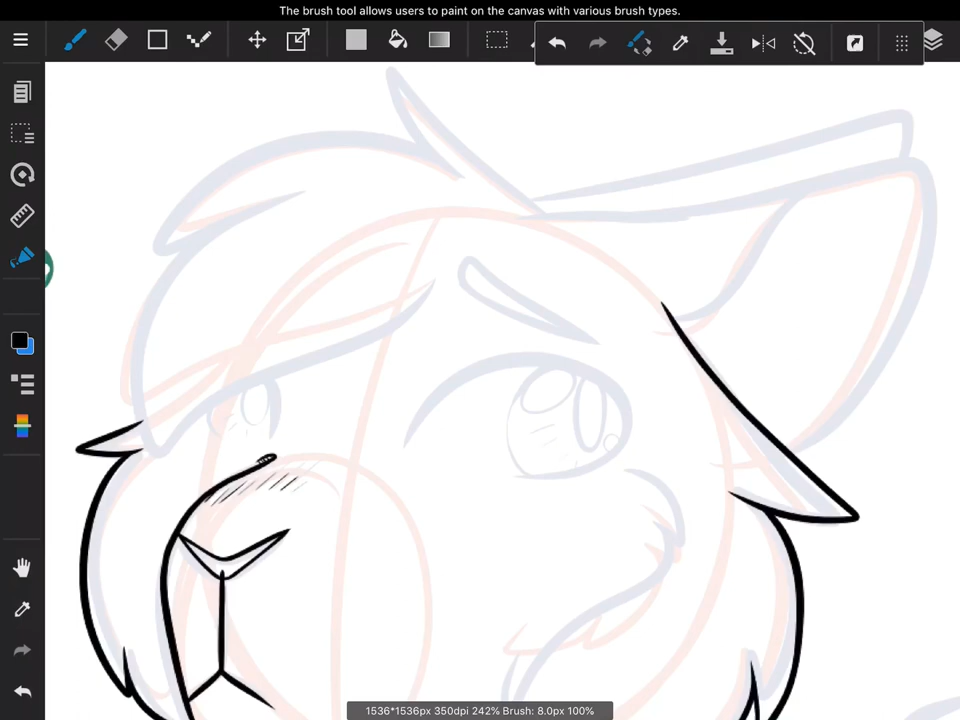 The brush tool allows users to paint on the canvas with various brush types.
1536*1536px 350dpi 242% Brush: 8.0px 100%